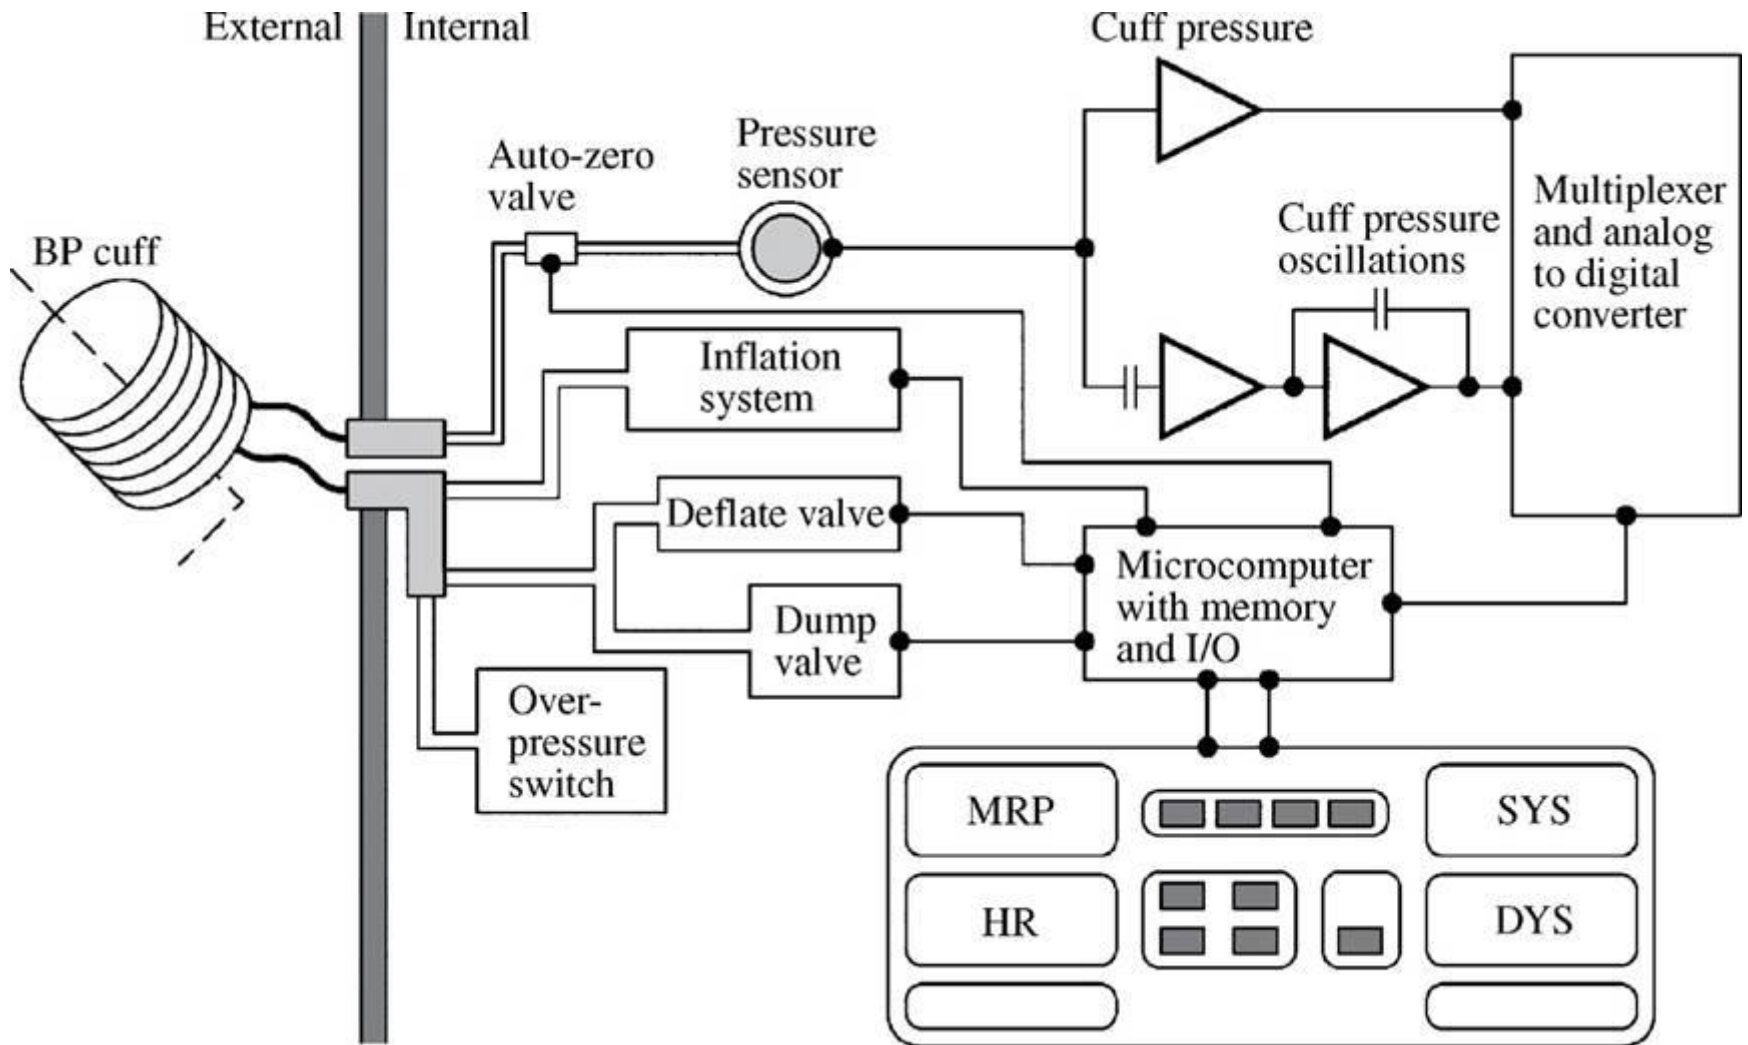 External
Internal
Cuff pressure
Pressure
sensor
Auto-zero
valve
BP cuff
Cuff pressure
oscillations
Multiplexer
and analog
to digital
converter
Inflation
system
Deflate valve
Dump
valve
Over-
pressure
switch
Microcomputer
with memory
and I/O
MRP
SYS
HR
DYS